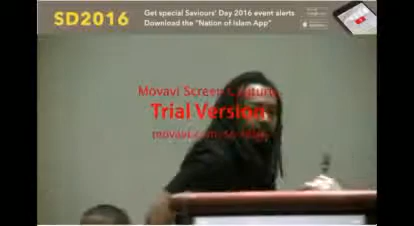 SD2016
Get special Saviours' Day 2016 event alerts
Download the "Nation of Islam App"
Movavi Screen Capture
Trial Version